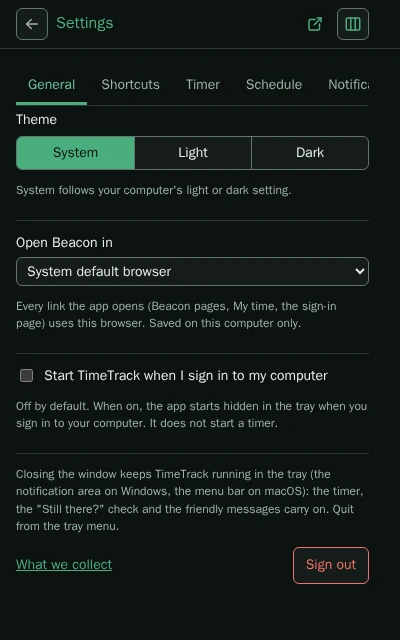 Settings
General Shortcuts Timer Schedule Notifica
Theme
System Light Dark
System follows your computer's light or dark setting.
Open Beacon in
System default browser
Every link the app opens (Beacon pages, My time, the sign-in
page) uses this browser. Saved on this computer only.
Start TimeTrack when I sign in to my computer
Off by default. When on, the app starts hidden in the tray when you
sign in to your computer. It does not start a timer.
Closing the window keeps TimeTrack running in the tray (the
notification area on Windows, the menu bar on macOS): the timer,
the "Still there?" check and the friendly messages carry on. Quit
from the tray menu.
What we collect Sign out